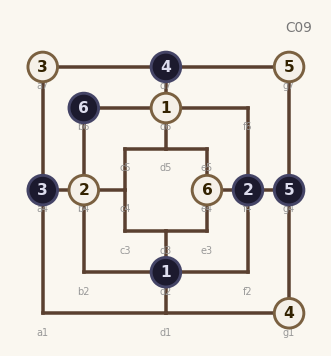 C09
3 4 5
a7 d7 g7
6 1
b6 d6 f6
c5 d5 e5
3 2 6 2 5
a4 b4 c4 e4 f4 g4
c3 d3 e3
1
b2 d2 f2
4
a1 d1 g1